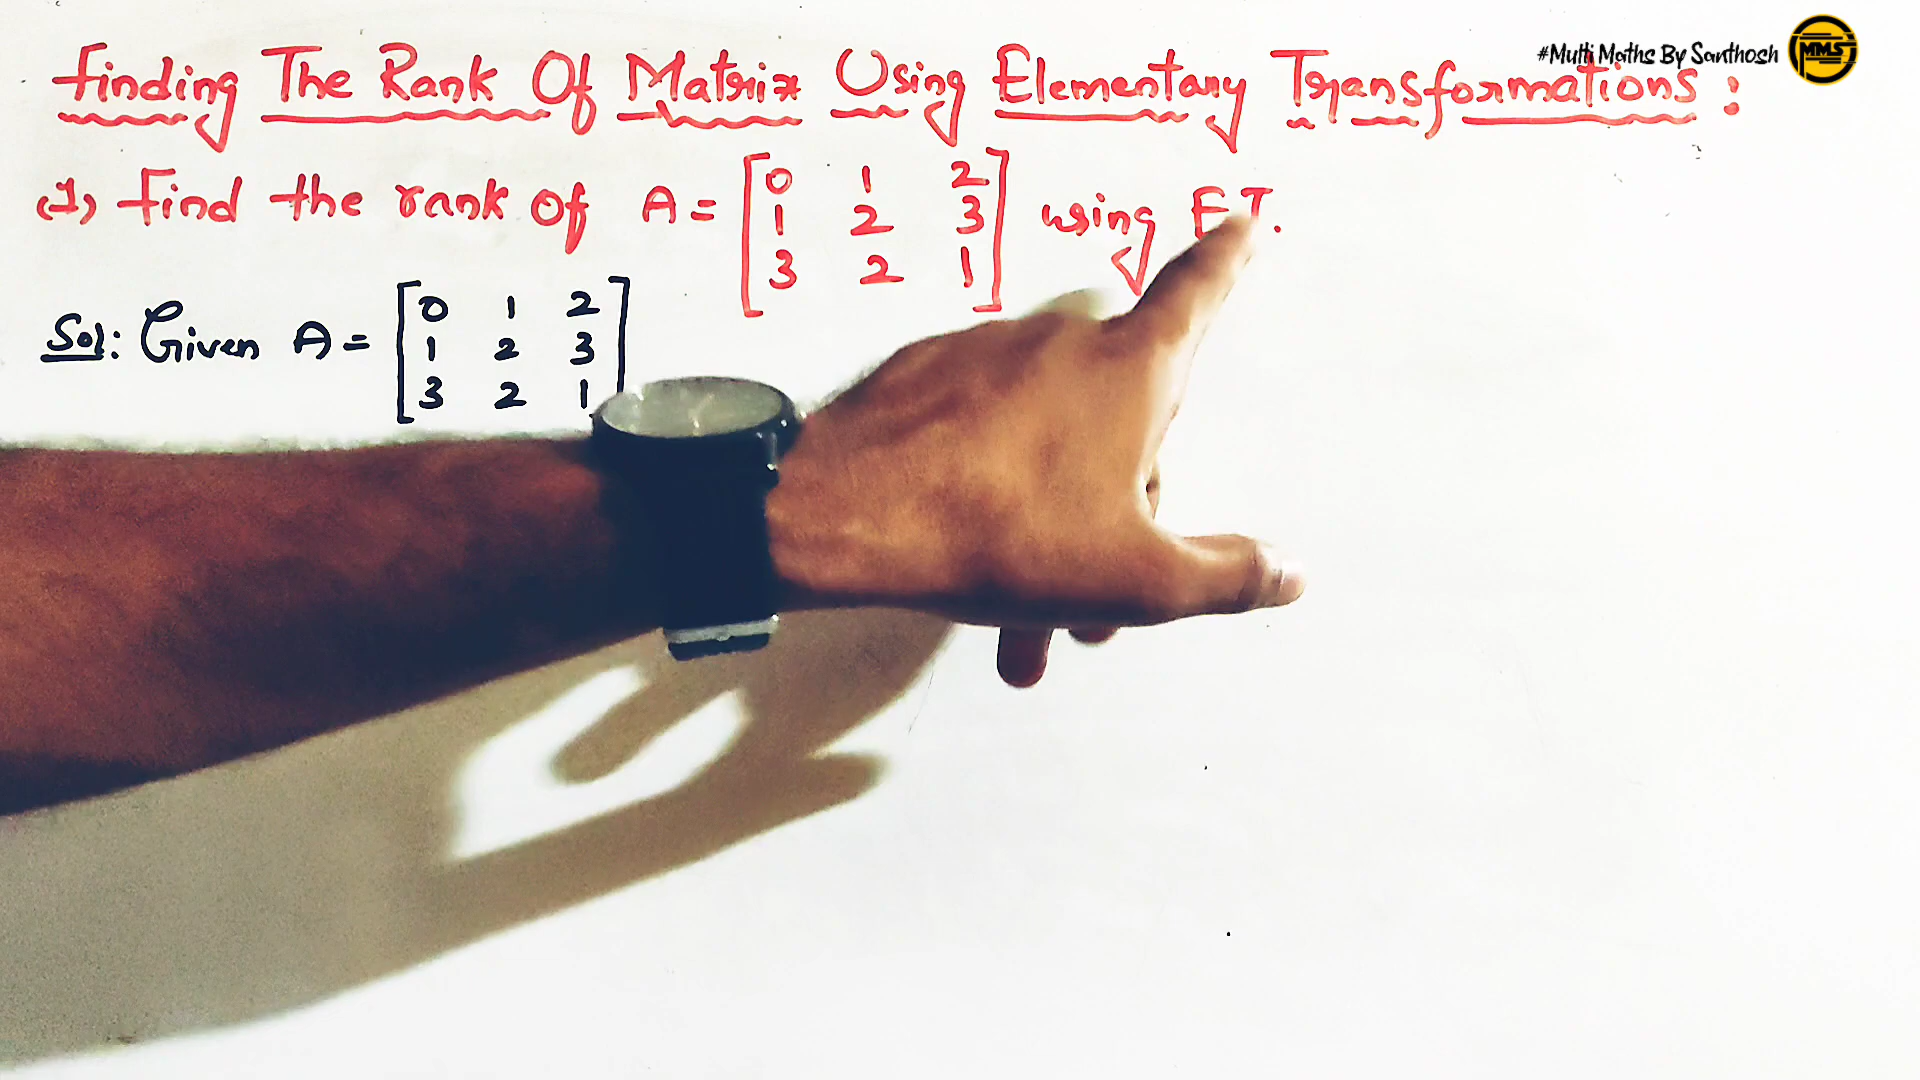 #Multi Maths By Santhosh MMS
Finding The Rank Of Matrix Using Elementary Transformations:
(1) Find the rank of A = [0 1 2
1 2 3
3 2 1] using E.T.
Sol: Given A = [0 1 2
1 2 3
3 2 1]